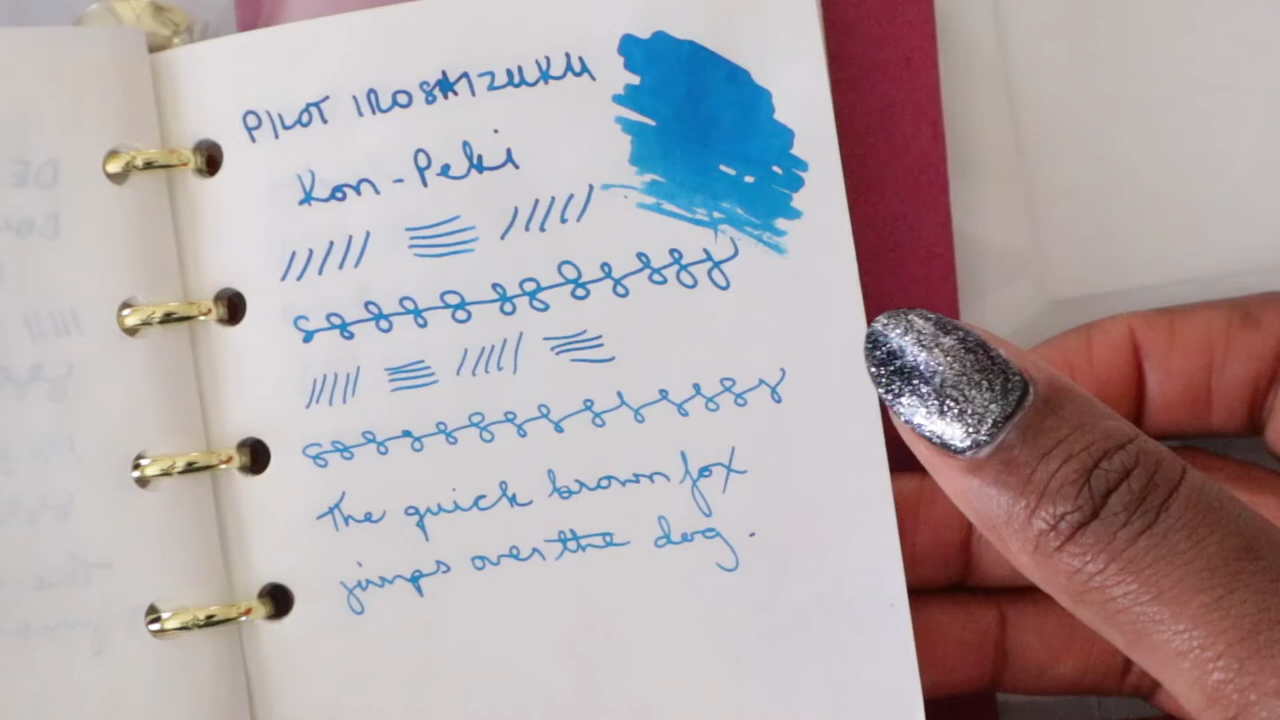 PILOT IROSHIZUKU
Kon-Peki
The quick brown fox
jumps over the dog.